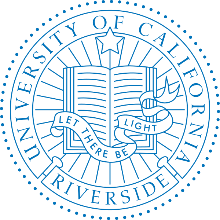 UNIVERSITY OF CALIFORNIA
LET THERE BE
LIGHT
RIVERSIDE